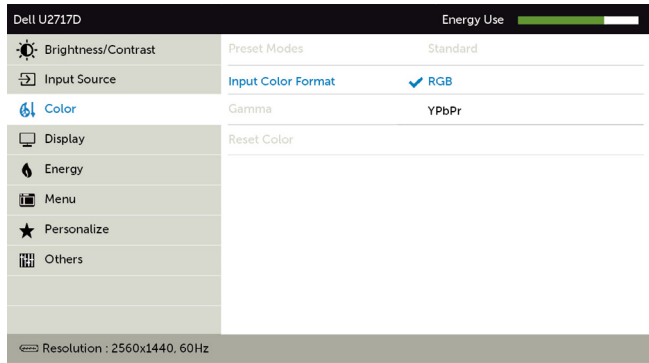 Dell U2717D Energy Use
Brightness/Contrast Preset Modes Standard
Input Source Input Color Format RGB
Color Gamma YPbPr
Display Reset Color
Energy
Menu
Personalize
Others
Resolution : 2560x1440, 60Hz